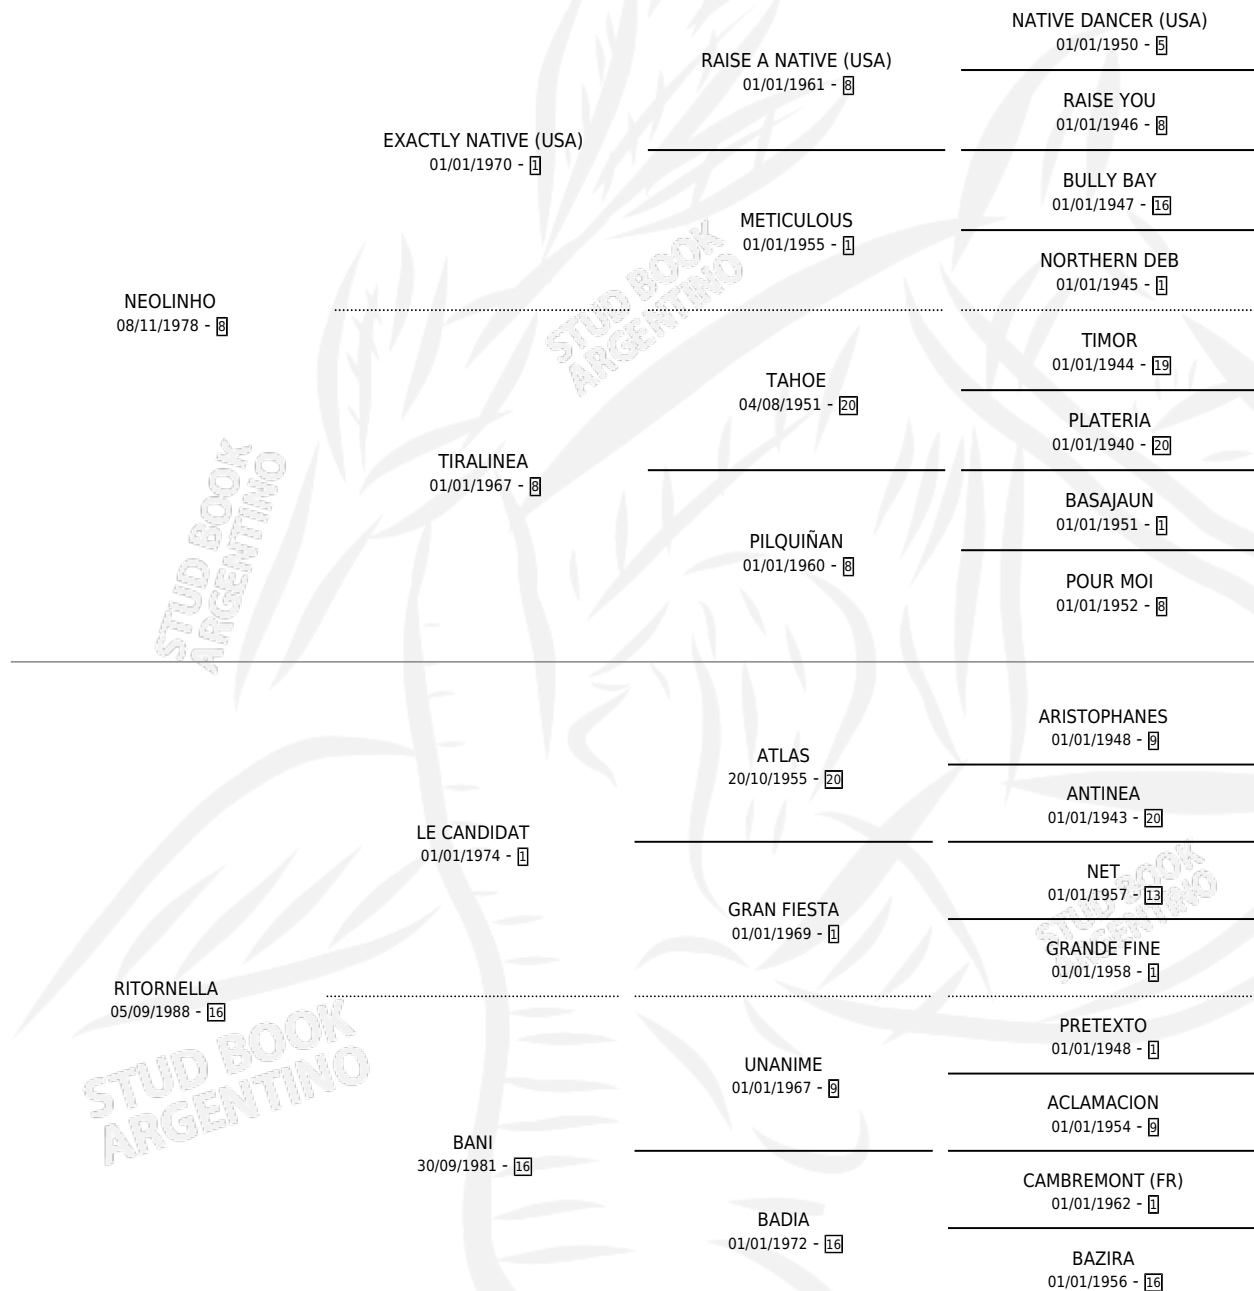 NATIVE DANCER (USA)
01/01/1950 - 5
RAISE A NATIVE (USA)
01/01/1961 - 8
RAISE YOU
01/01/1946 - 8
EXACTLY NATIVE (USA)
01/01/1970 - 1
BULLY BAY
01/01/1947 - 16
METICULOUS
01/01/1955 - 1
NORTHERN DEB
01/01/1945 - 1
NEOLINHO
08/11/1978 - 8
TIMOR
01/01/1944 - 19
TAHOE
04/08/1951 - 20
PLATERIA
01/01/1940 - 20
TIRALINEA
01/01/1967 - 8
BASAJAUN
01/01/1951 - 1
PILQUIÑAN
01/01/1960 - 8
POUR MOI
01/01/1952 - 8
STUD BOOK
ARGENTINO
STUD BOOK
ARGENTINO
ARISTOPHANES
01/01/1948 - 9
ATLAS
20/10/1955 - 20
ANTINEA
01/01/1943 - 20
LE CANDIDAT
01/01/1974 - 1
NET
01/01/1957 - 13
GRAN FIESTA
01/01/1969 - 1
GRANDE FINE
01/01/1958 - 1
RITORNELLA
05/09/1988 - 16
PRETEXTO
01/01/1948 - 1
UNANIME
01/01/1967 - 9
ACLAMACION
01/01/1954 - 9
BANI
30/09/1981 - 16
CAMBREMONT (FR)
01/01/1962 - 1
BADIA
01/01/1972 - 16
BAZIRA
01/01/1956 - 16
STUD BOOK
ARGENTINO
STUD BOOK
ARGENTINO